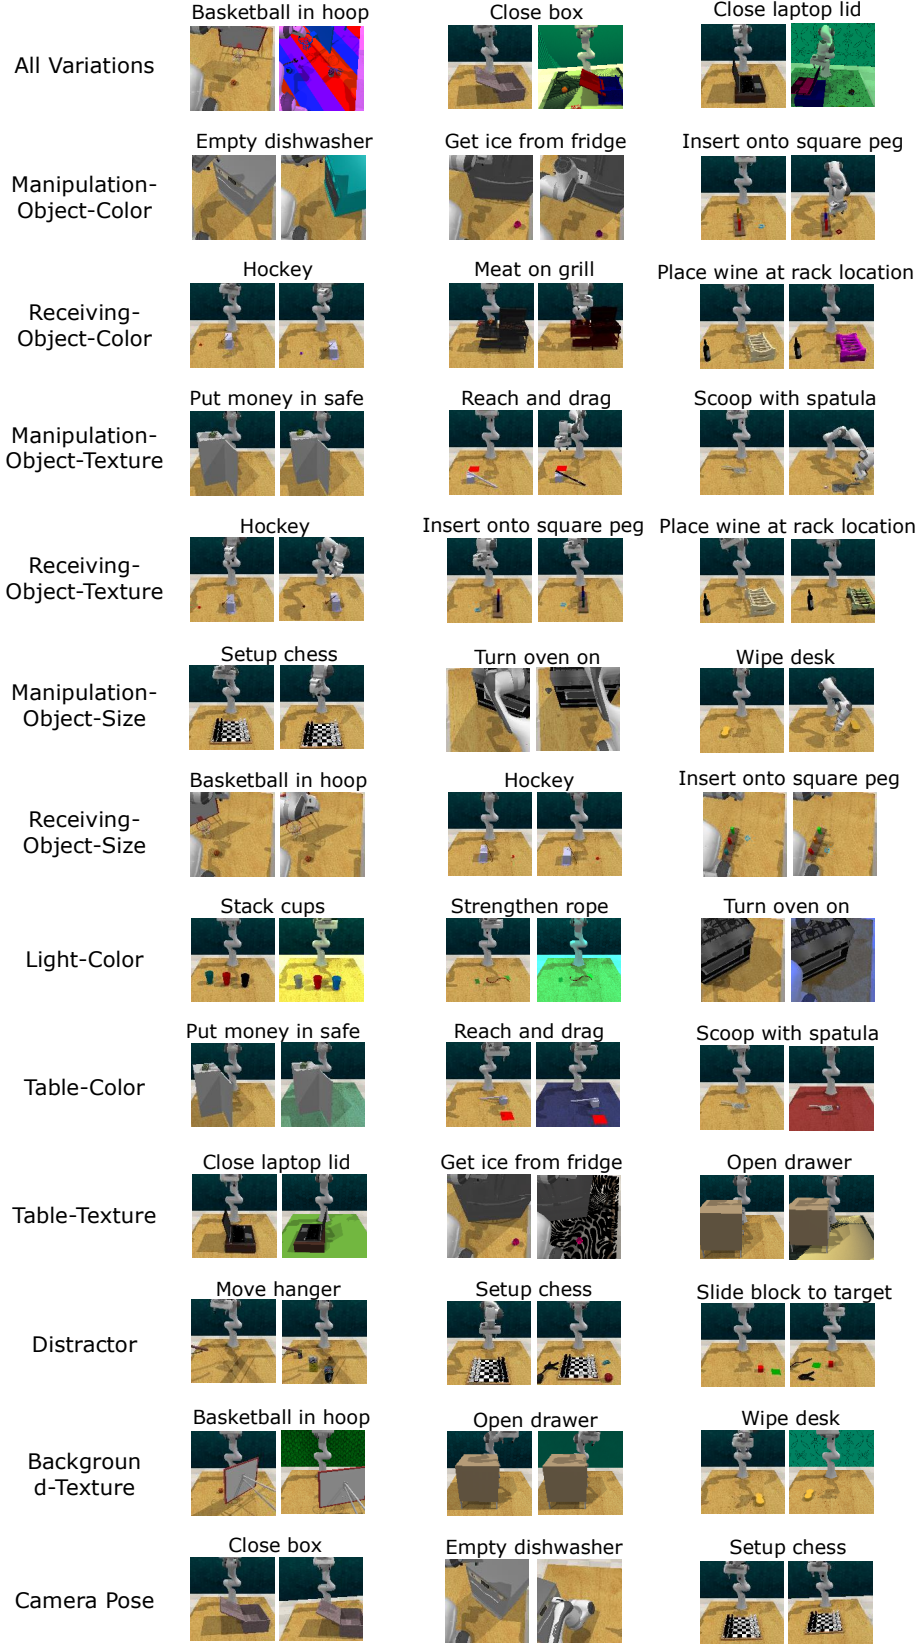 Basketball in hoop
Close box
Close laptop lid
All Variations
Empty dishwasher
Get ice from fridge
Insert onto square peg
Manipulation-
Object-Color
Hockey
Meat on grill
Place wine at rack location
Receiving-
Object-Color
Put money in safe
Reach and drag
Scoop with spatula
Manipulation-
Object-Texture
Hockey
Insert onto square peg
Place wine at rack location
Receiving-
Object-Texture
Setup chess
Turn oven on
Wipe desk
Manipulation-
Object-Size
Basketball in hoop
Hockey
Insert onto square peg
Receiving-
Object-Size
Stack cups
Strengthen rope
Turn oven on
Light-Color
Put money in safe
Reach and drag
Scoop with spatula
Table-Color
Close laptop lid
Get ice from fridge
Open drawer
Table-Texture
Move hanger
Setup chess
Slide block to target
Distractor
Basketball in hoop
Open drawer
Wipe desk
Backgroun
d-Texture
Close box
Empty dishwasher
Setup chess
Camera Pose